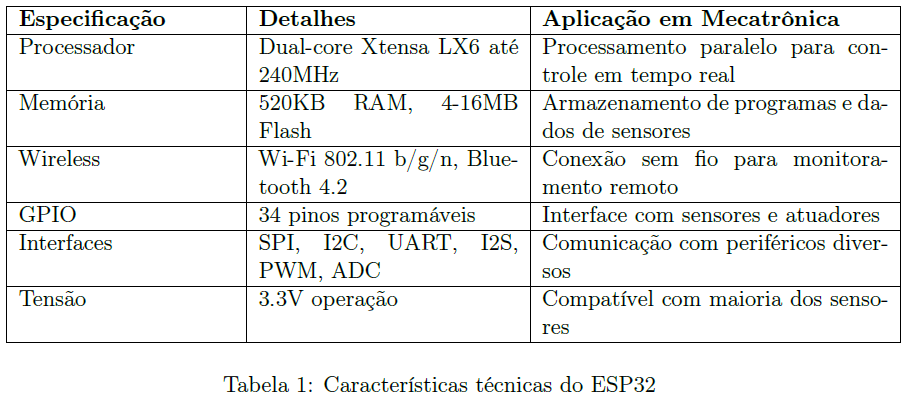 Especificação Detalhes Aplicação em Mecatrônica
Processador Dual-core Xtensa LX6 até Processamento paralelo para con-
240MHz trole em tempo real
Memória 520KB RAM, 4-16MB Armazenamento de programas e da-
Flash dos de sensores
Wireless Wi-Fi 802.11 b/g/n, Blue- Conexão sem fio para monitora-
tooth 4.2 mento remoto
GPIO 34 pinos programáveis Interface com sensores e atuadores
Interfaces SPI, I2C, UART, I2S, Comunicação com periféricos diver-
PWM, ADC sos
Tensão 3.3V operação Compatível com maioria dos senso-
res
Tabela 1: Características técnicas do ESP32